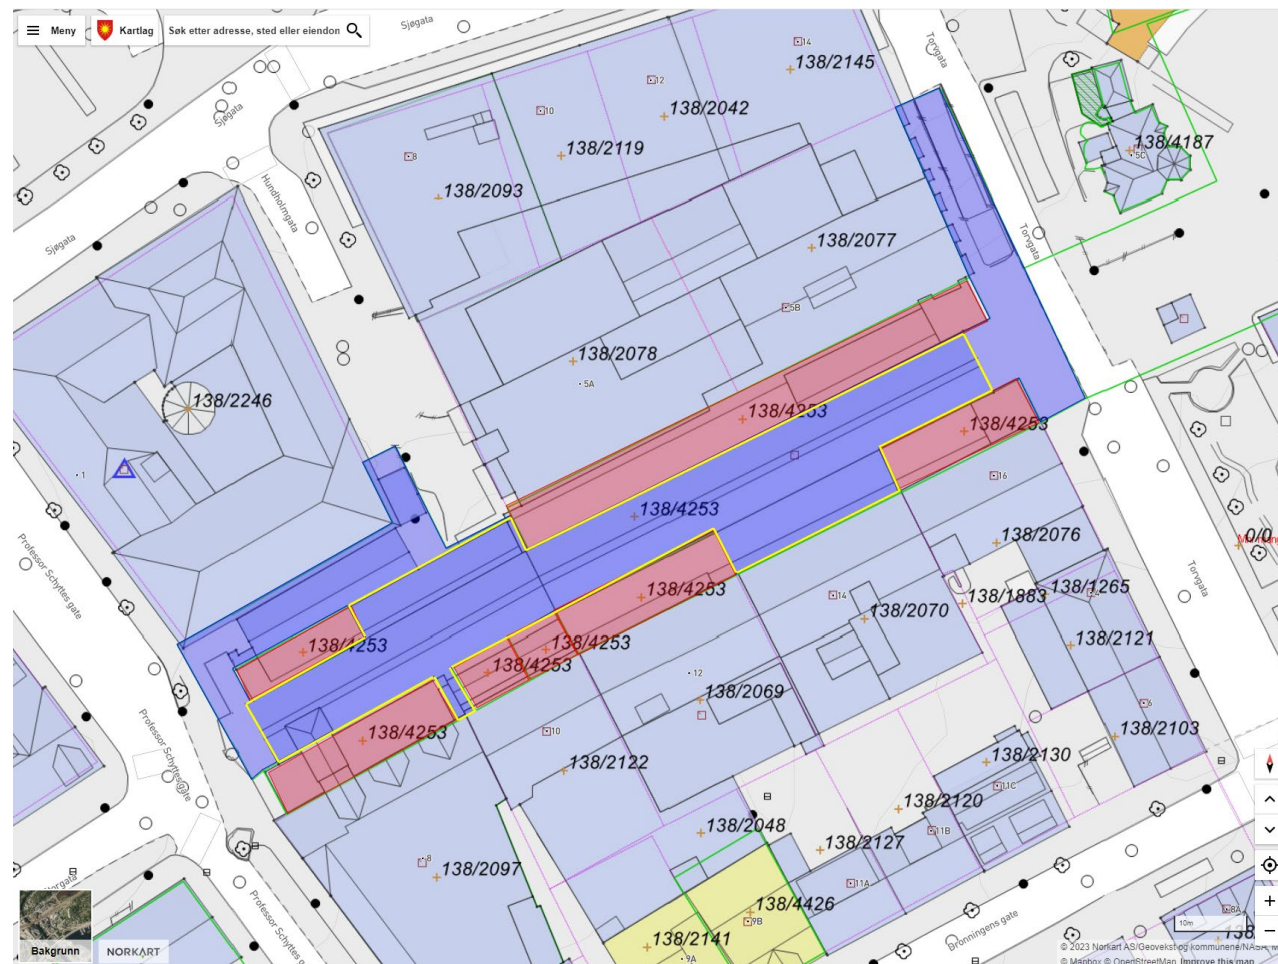 Meny
Kartlag
Søk etter adresse, sted eller eiendom
Sjøgata
Torvgata
14
138/2145
12
138/2042
10
138/2119
8
138/2093
138/4187
5C
Sjøgata
Hundholmgata
Torvgata
Sjøgata
138/2077
5B
138/2078
5A
138/2246
1
138/4253
138/4253
138/4253
16
138/2076
0/0
Professor Schyttes gate
138/4253
14
138/2070
138/1883
138/1265
Torvgata
138/4253
138/4253
138/4253
138/2121
12
138/2069
6
138/4253
10
138/2103
Professor Schyttes gate
138/2122
138/2130
11C
138/2120
138/2048
11B
138/2127
8
138/2097
11A
Professor Schyttes gate
138/4426
9B
Dronningens gate
8A
138/2141
9A
10m
Bakgrunn
NORKART
© 2023 Norkart AS/Geovekst og kommunene/NASA, M
© Mapbox © OpenStreetMap Improve this map